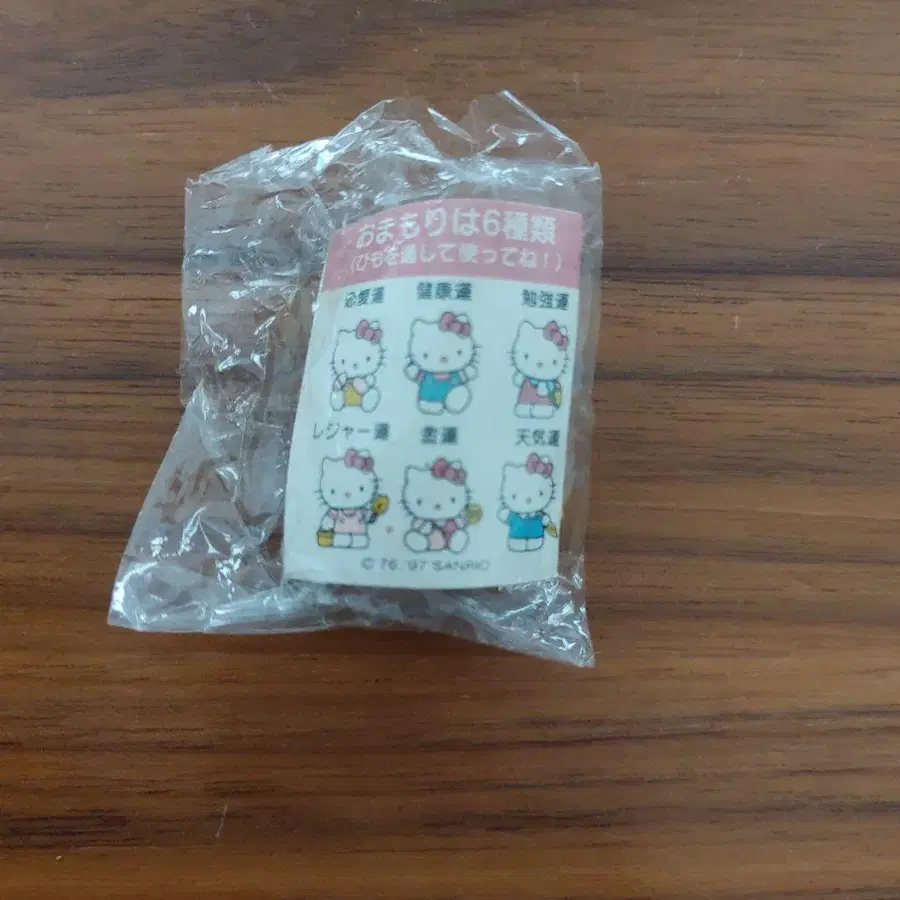 おまもりは6種類
(ひもを通して使ってね！)
恋愛運 健康運 勉強運
レジャー運 金運 天気運
© '76, '97 SANRIO